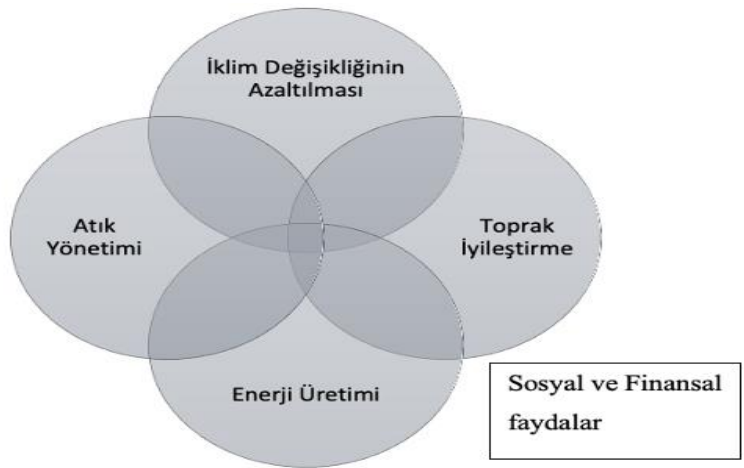 İklim Değişikliğinin
Azaltılması
Atık
Yönetimi
Toprak
İyileştirme
Enerji Üretimi
Sosyal ve Finansal
faydalar